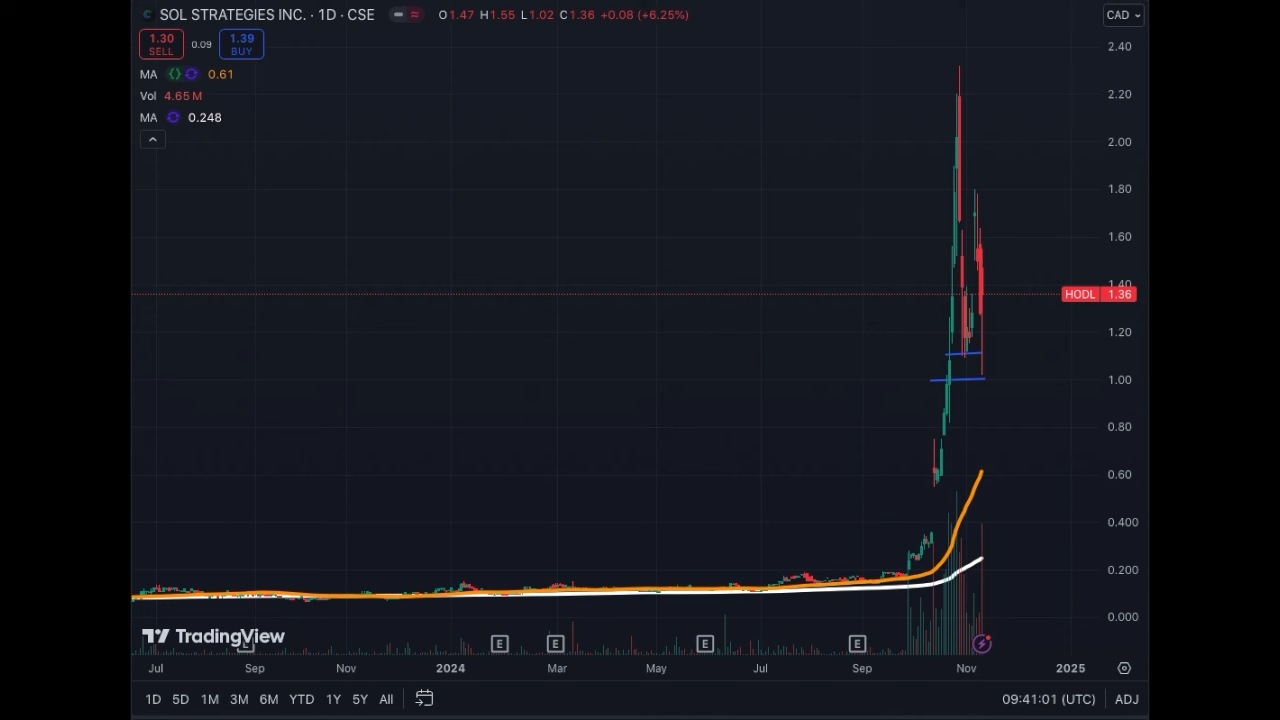 SOL STRATEGIES INC. · 1D · CSE
O1.47 H1.55 L1.02 C1.36 +0.08 (+6.25%)
CAD
1.30
SELL
0.09
1.39
BUY
MA 0.61
Vol 4.65 M
MA 0.248
2.40
2.20
2.00
1.80
1.60
1.40
HODL 1.36
1.20
1.00
0.80
0.60
0.400
0.200
0.000
TradingView
E
E
E
E
E
Jul
Sep
Nov
2024
Mar
May
Jul
Sep
Nov
2025
1D 5D 1M 3M 6M YTD 1Y 5Y All
09:41:01 (UTC)
ADJ